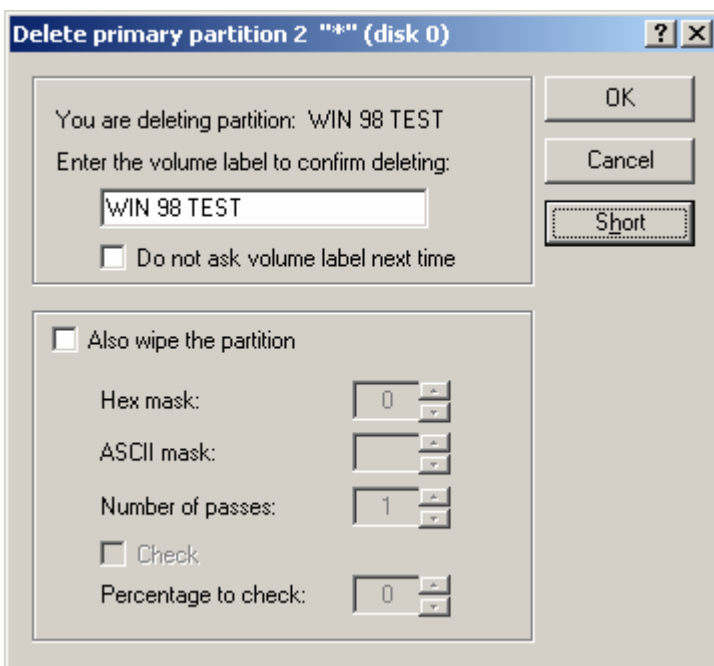 Delete primary partition 2 "*" (disk 0)
You are deleting partition: WIN 98 TEST
Enter the volume label to confirm deleting:
WIN 98 TEST
Do not ask volume label next time
OK
Cancel
Short
Also wipe the partition
Hex mask: 0
ASCII mask:
Number of passes: 1
Check
Percentage to check: 0